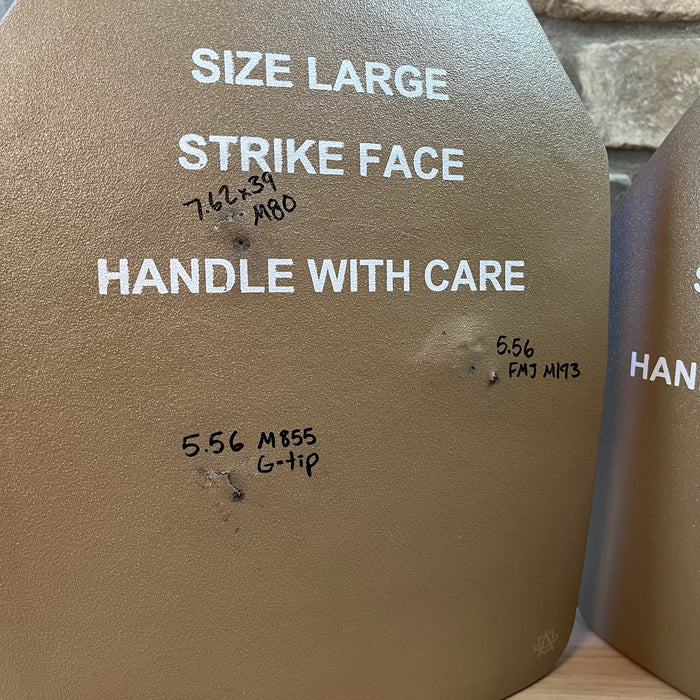 SIZE LARGE
STRIKE FACE
7.62x39
M80
HANDLE WITH CARE
HAN
5.56
FMJ M193
5.56 M855
G-tip